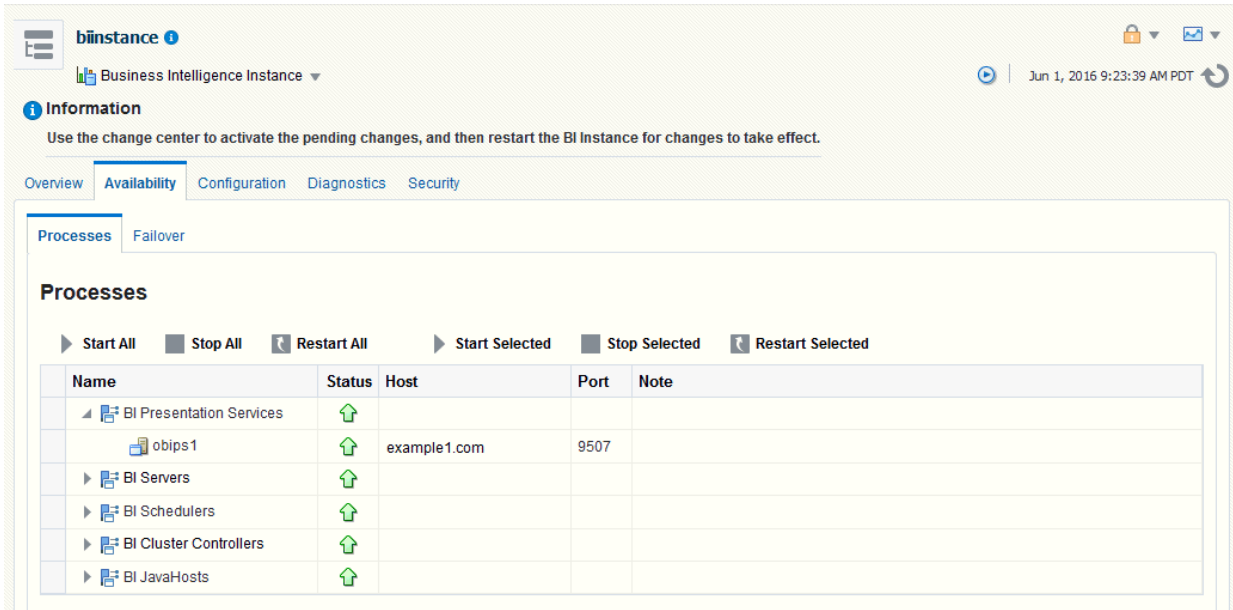 biinstance
Business Intelligence Instance
Jun 1, 2016 9:23:39 AM PDT
Information
Use the change center to activate the pending changes, and then restart the BI Instance for changes to take effect.
Overview Availability Configuration Diagnostics Security
Processes Failover
Processes
Start All Stop All Restart All Start Selected Stop Selected Restart Selected
Name Status Host Port Note
BI Presentation Services
obips1 example1.com 9507
BI Servers
BI Schedulers
BI Cluster Controllers
BI JavaHosts